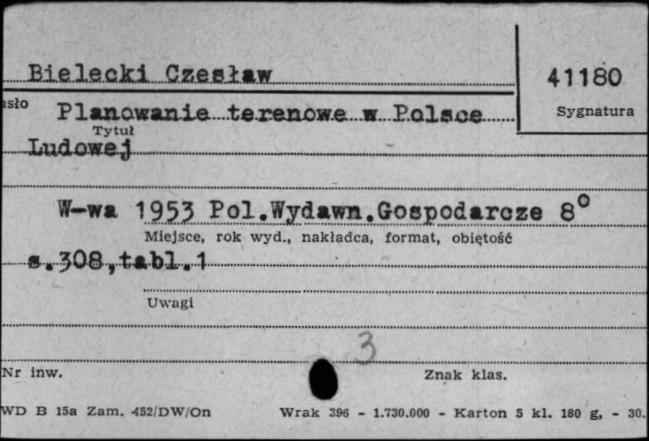 Bielecki Czesław
41180
Sygnatura
asło Planowanie terenowe w Polsce
Tytuł
Ludowej
W-wa 1953 Pol.Wydawn.Gospodarcze 8°
Miejsce, rok wyd., nakładca, format, obiętość
s.308,tabl.1
Uwagi
3
Nr inw.
Znak klas.
WD B 15a Zam. 452/DW/On Wrak 396 - 1.730.000 - Karton 5 kl. 180 g, - 30.